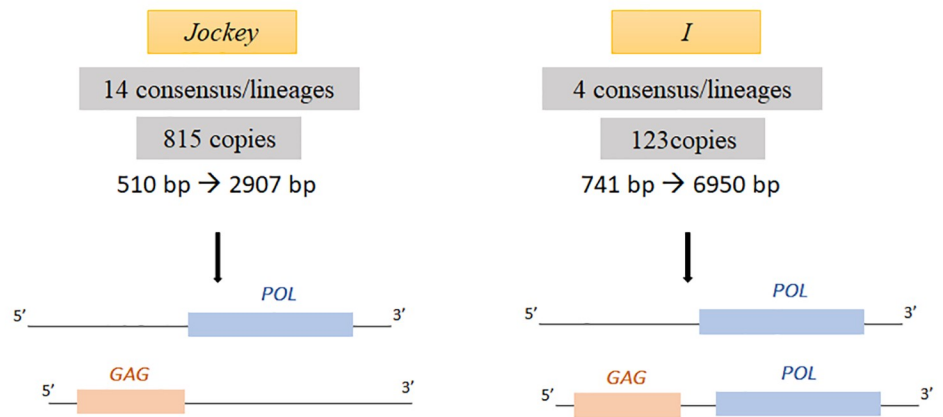 Jockey
14 consensus/lineages
815 copies
510 bp → 2907 bp
POL
5’ 3’
GAG
5’ 3’
I
4 consensus/lineages
123copies
741 bp → 6950 bp
POL
5’ 3’
GAG POL
5’ 3’